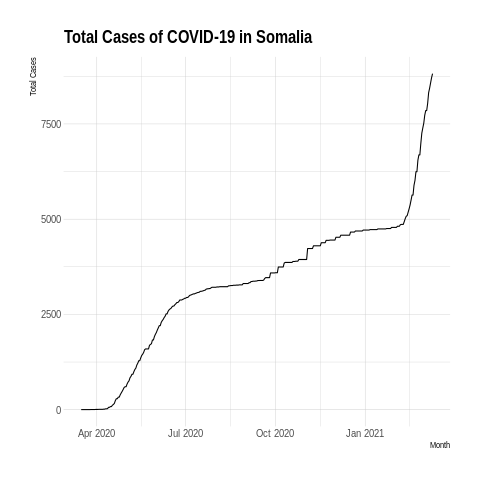 Total Cases of COVID-19 in Somalia
Total Cases
7500
5000
2500
0
Apr 2020 Jul 2020 Oct 2020 Jan 2021
Month